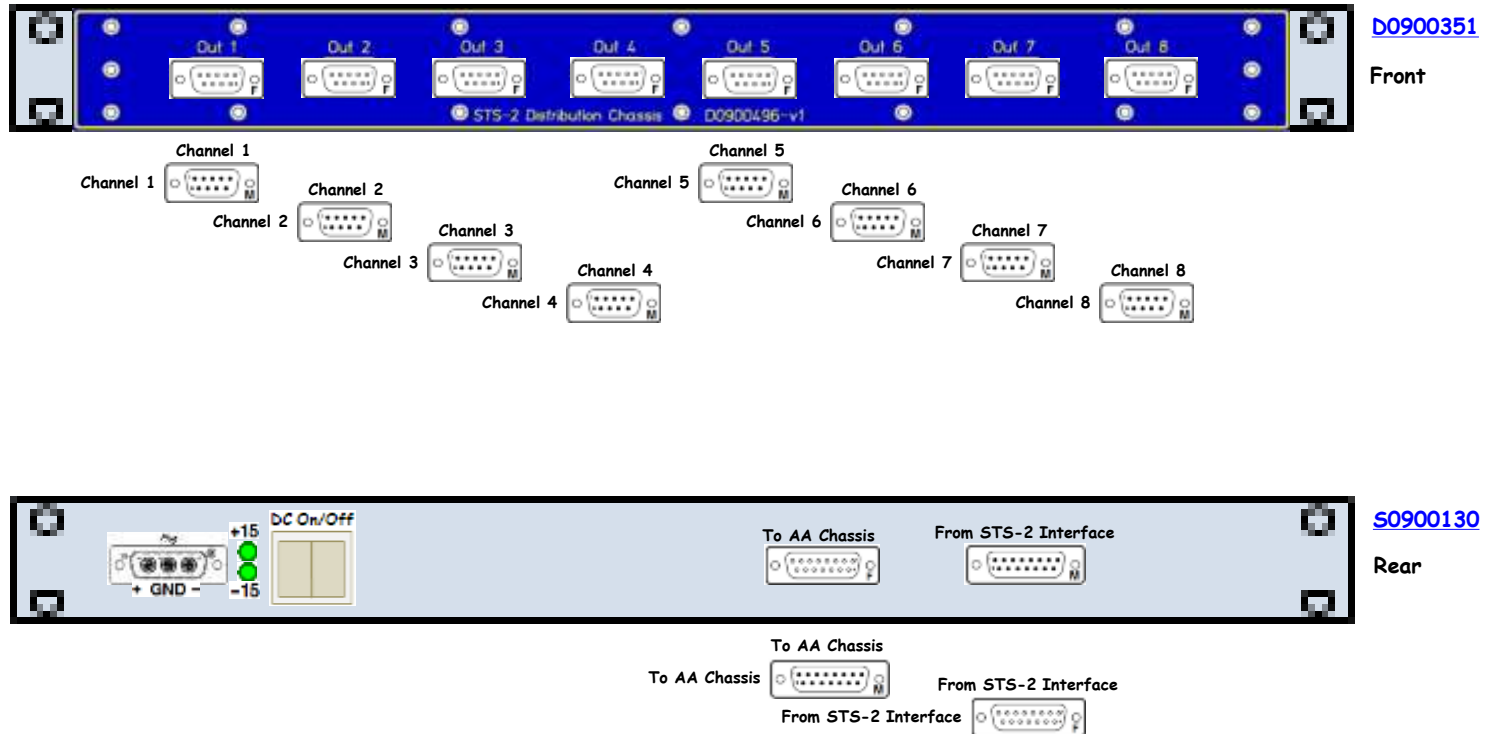 D0900351
Out 1 Out 2 Out 3 Out 4 Out 5 Out 6 Out 7 Out 8
F F F F F F F F
Front
STS-2 Distribution Chassis D0900496-v1
Channel 1 Channel 5
Channel 1 M Channel 5 M
Channel 2 Channel 6
Channel 2 M Channel 6 M
Channel 3 Channel 7
Channel 3 M Channel 7 M
Channel 4 Channel 8
Channel 4 M Channel 8 M
DC On/Off S0900130
+15
To AA Chassis From STS-2 Interface
F M
Rear
+ GND -
-15
To AA Chassis
To AA Chassis M
From STS-2 Interface
From STS-2 Interface F